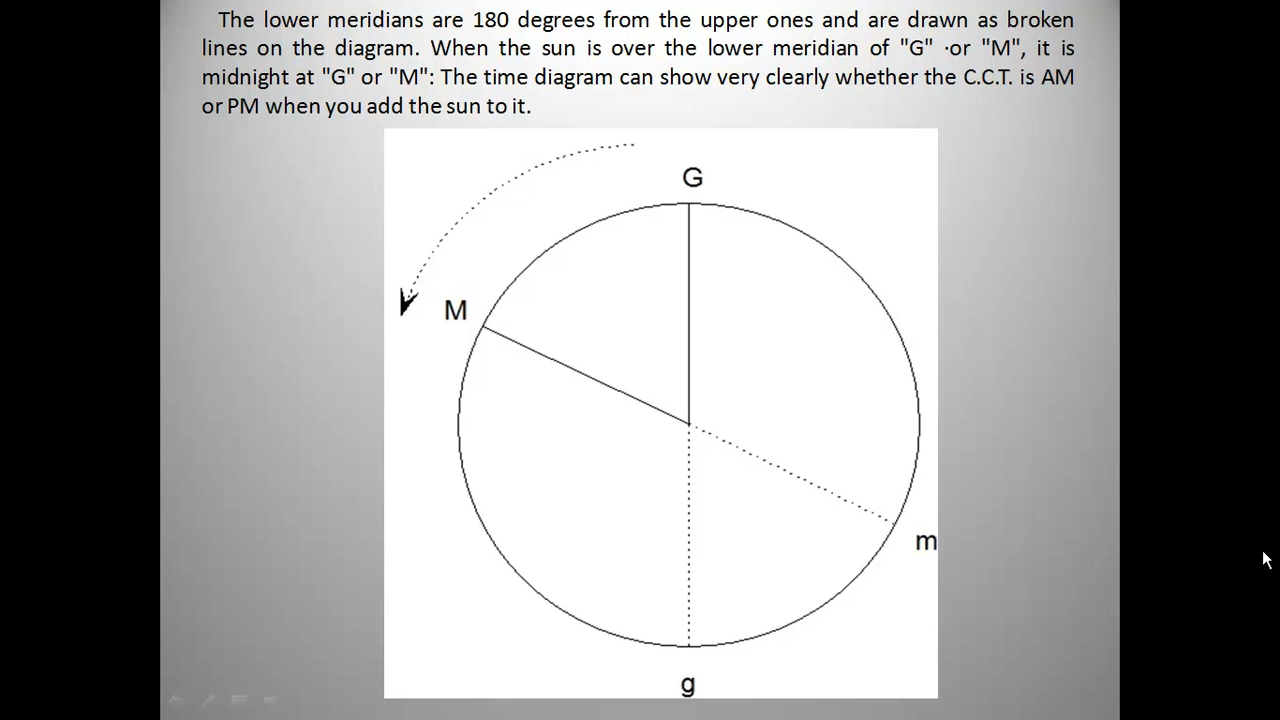 The lower meridians are 180 degrees from the upper ones and are drawn as broken
lines on the diagram. When the sun is over the lower meridian of "G" ·or "M", it is
midnight at "G" or "M": The time diagram can show very clearly whether the C.C.T. is AM
or PM when you add the sun to it.
G
M
m
g